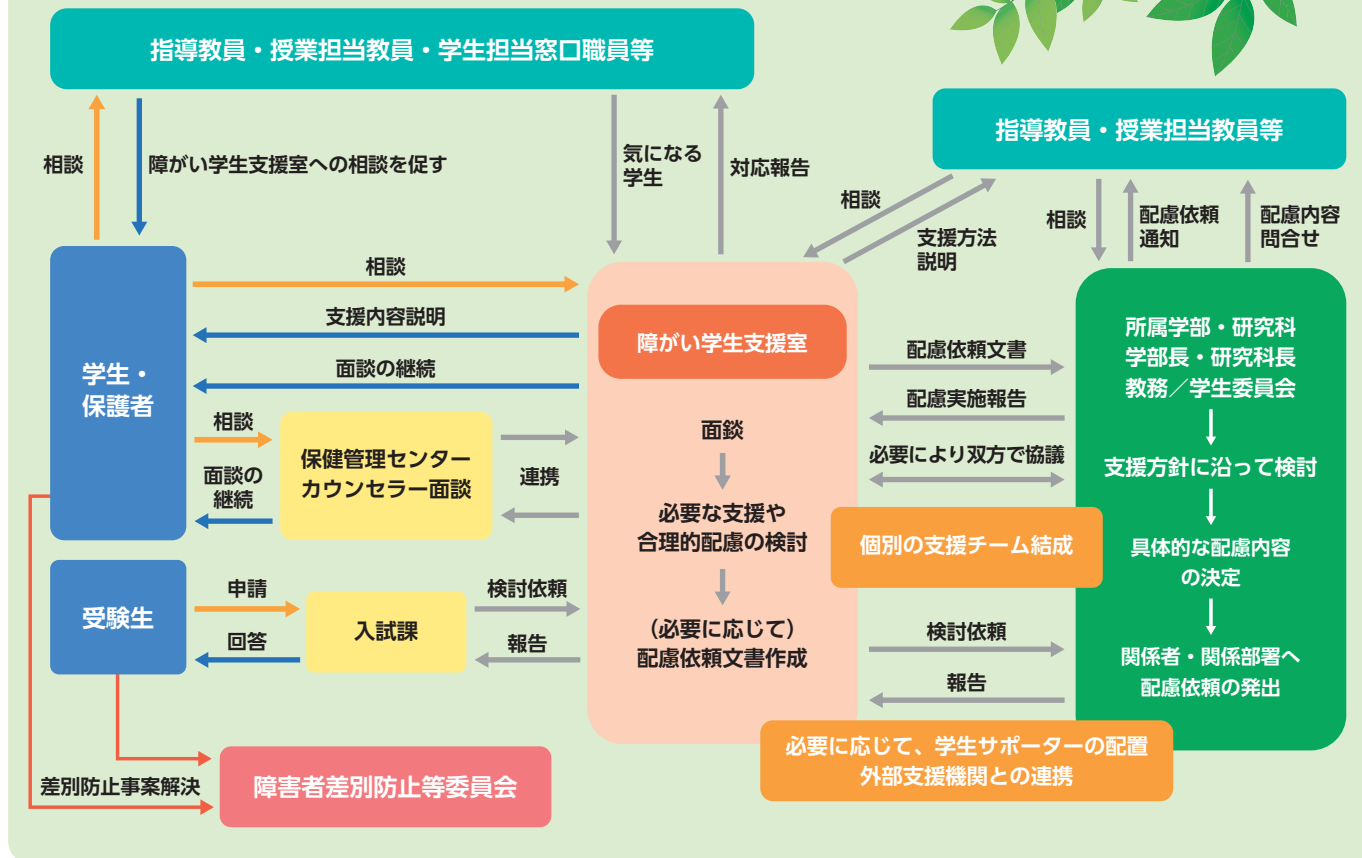 指導教員・授業担当教員・学生担当窓口職員等
指導教員・授業担当教員等
相談
障がい学生支援室への相談を促す
気になる
学生
対応報告
相談
支援方法
説明
相談
配慮依頼
通知
配慮内容
問合せ
学生・
保護者
相談
支援内容説明
面談の継続
相談
面談の
継続
保健管理センター
カウンセラー面談
連携
障がい学生支援室
面談
必要な支援や
合理的配慮の検討
(必要に応じて)
配慮依頼文書作成
配慮依頼文書
配慮実施報告
必要により双方で協議
個別の支援チーム結成
検討依頼
報告
所属学部・研究科
学部長・研究科長
教務/学生委員会
支援方針に沿って検討
具体的な配慮内容
の決定
関係者・関係部署へ
配慮依頼の発出
受験生
申請
回答
入試課
検討依頼
報告
必要に応じて、学生サポーターの配置
外部支援機関との連携
差別防止事案解決
障害者差別防止等委員会